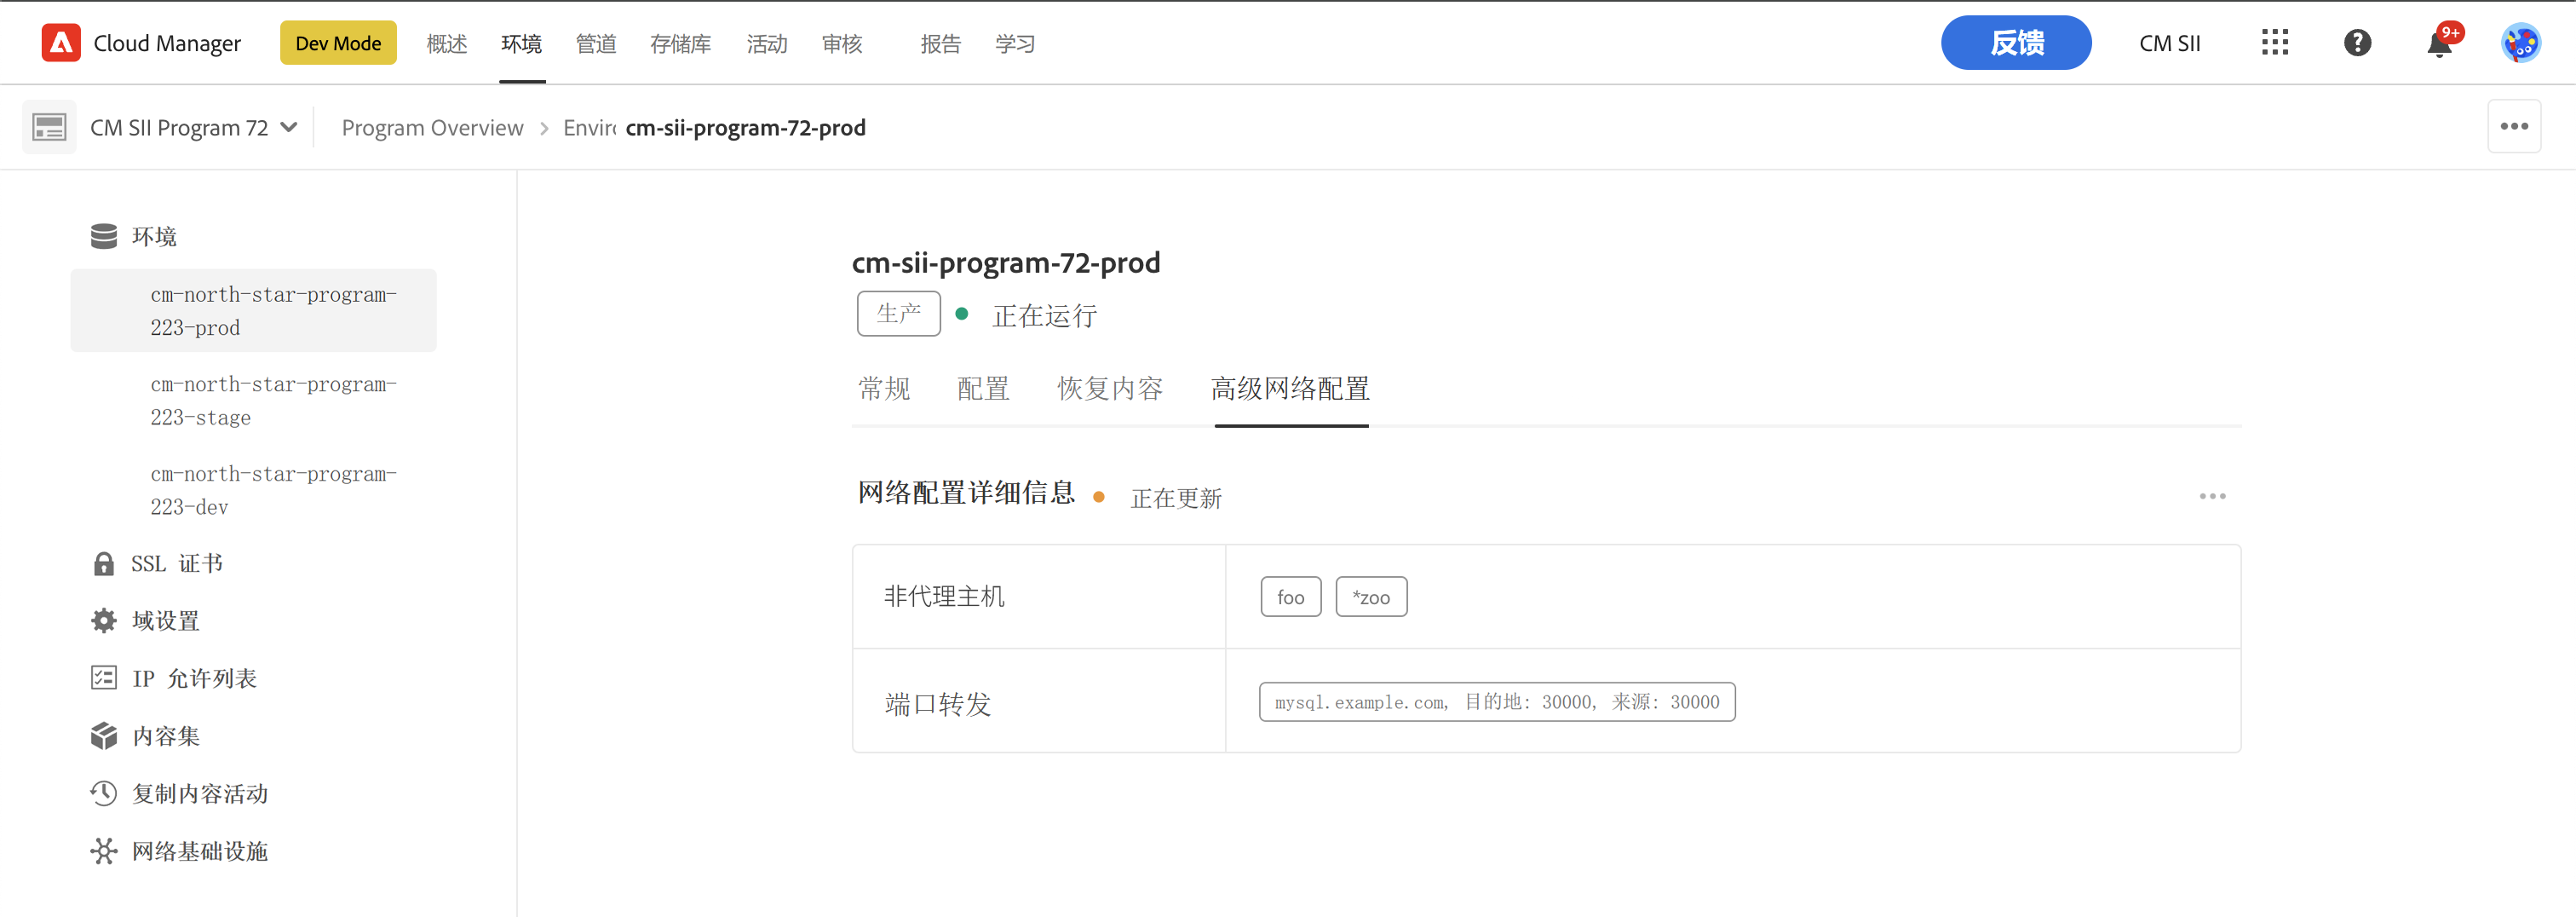 Cloud Manager Dev Mode 概述 环境 管道 存储库 活动 审核 报告 学习 反馈 CM SII 9+
CM SII Program 72 Program Overview > Envir cm-sii-program-72-prod
环境
cm-north-star-program-
223-prod
cm-north-star-program-
223-stage
cm-north-star-program-
223-dev
SSL 证书
域设置
IP 允许列表
内容集
复制内容活动
网络基础设施
cm-sii-program-72-prod
生产 正在运行
常规 配置 恢复内容 高级网络配置
网络配置详细信息 正在更新
非代理主机 foo *zoo
端口转发 mysql.example.com, 目的地: 30000, 来源: 30000